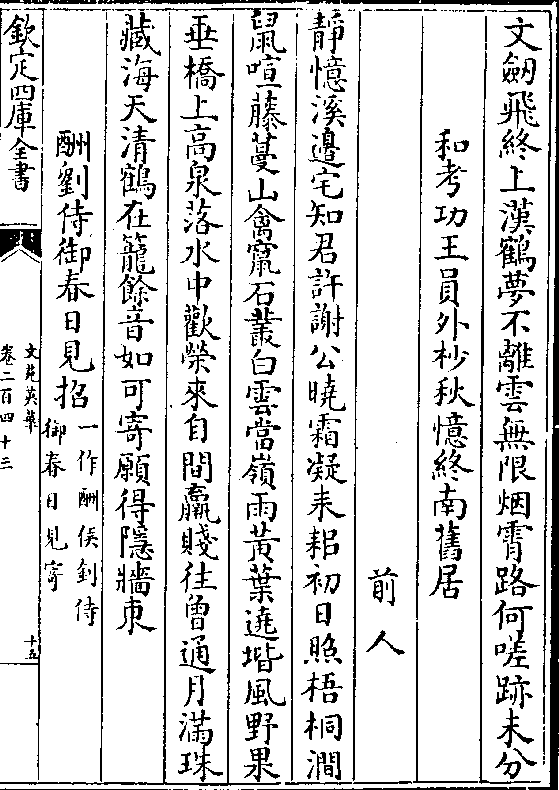 文劒飛終上漢鶴夢不離雲無限烟霄路何嗟跡未分
和考功王員外杪秋憶終南舊居
前人
靜憶溪邊宅知君許謝公曉霜凝耒耜初日照梧桐澗
鼠喧藤蔓山禽竄石叢白雲當嶺雨黃葉遶堦風野果
垂橋上高泉落水中歡榮來自間羸賤往曾通月滿珠
藏海天清鶴在籠餘音如可寄願得隱牆東
酬劉侍御春日見招一作酬侯釗侍
御春日見寄
欽定四庫全書
文苑英華
卷二百四十三
十五